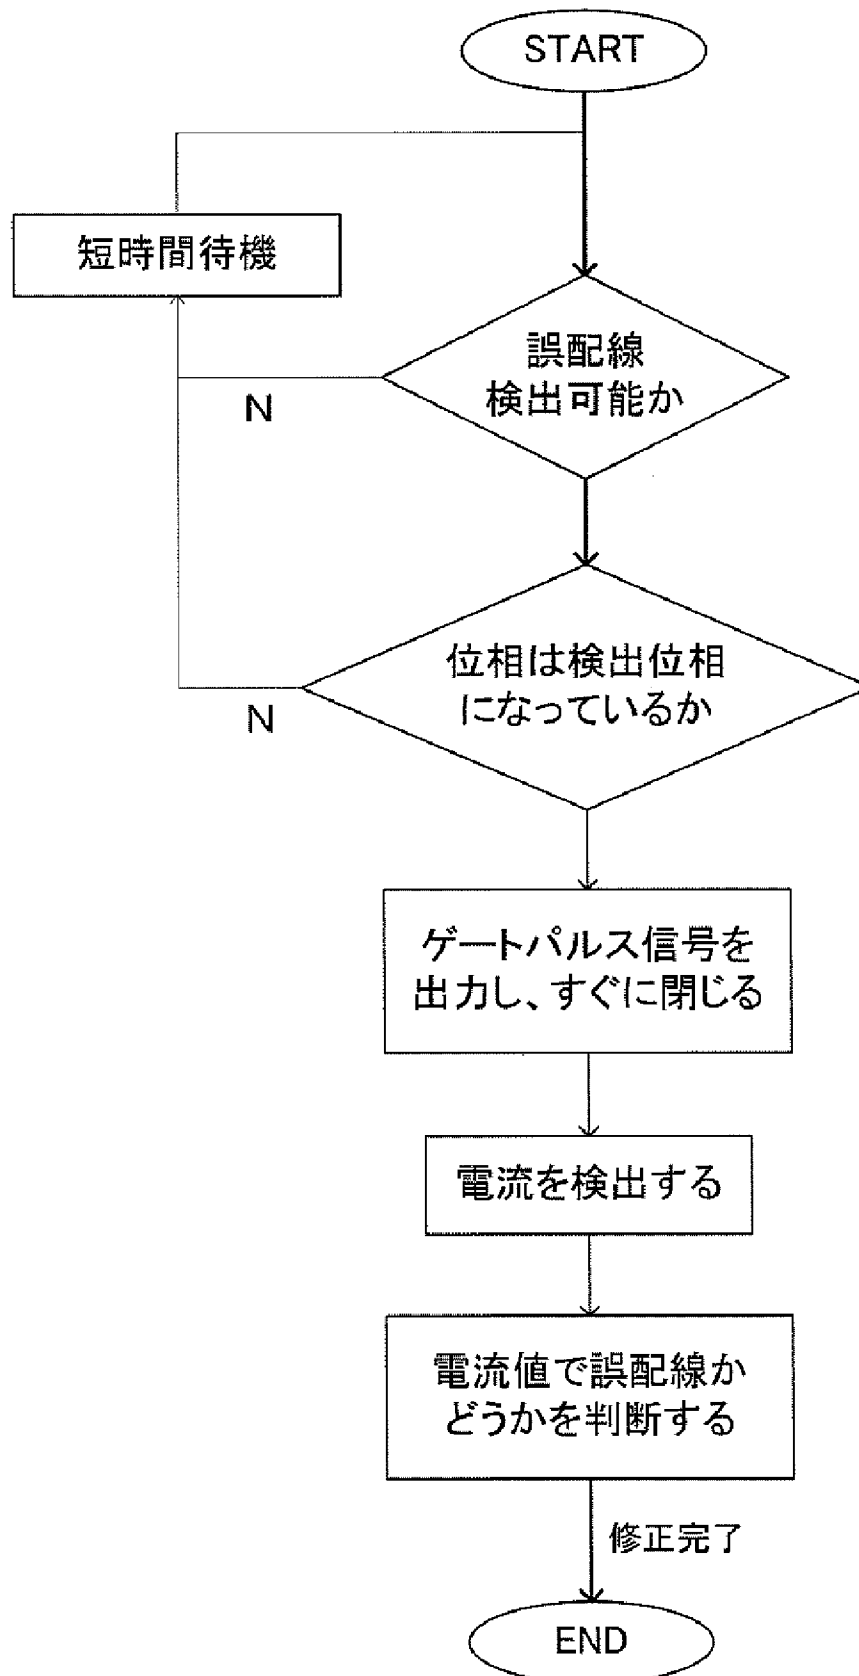 START
短時間待機
誤配線
検出可能か
N
位相は検出位相
になっているか
N
ゲートパルス信号を
出力し、すぐに閉じる
電流を検出する
電流値で誤配線か
どうかを判断する
修正完了
END